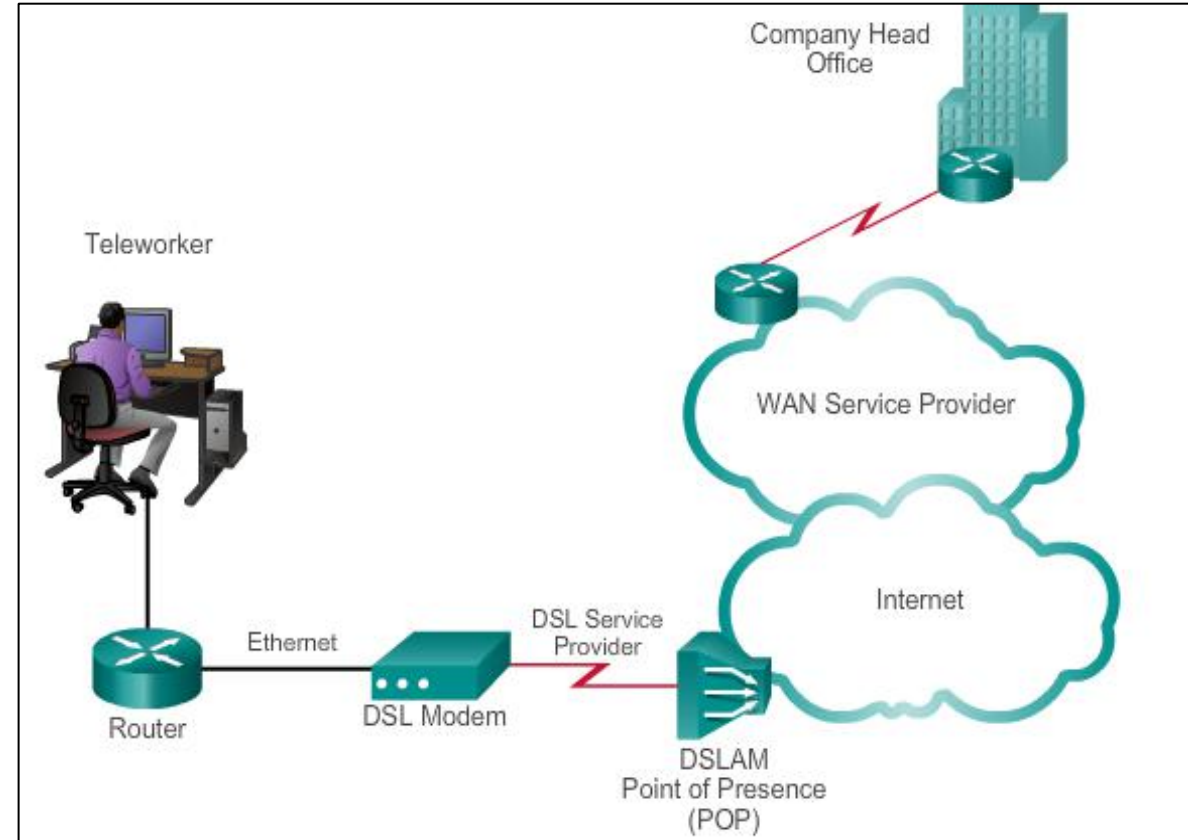 Company Head
Office
Teleworker
WAN Service Provider
Internet
DSL Service
Provider
Ethernet
DSL Modem
Router
DSLAM
Point of Presence
(POP)